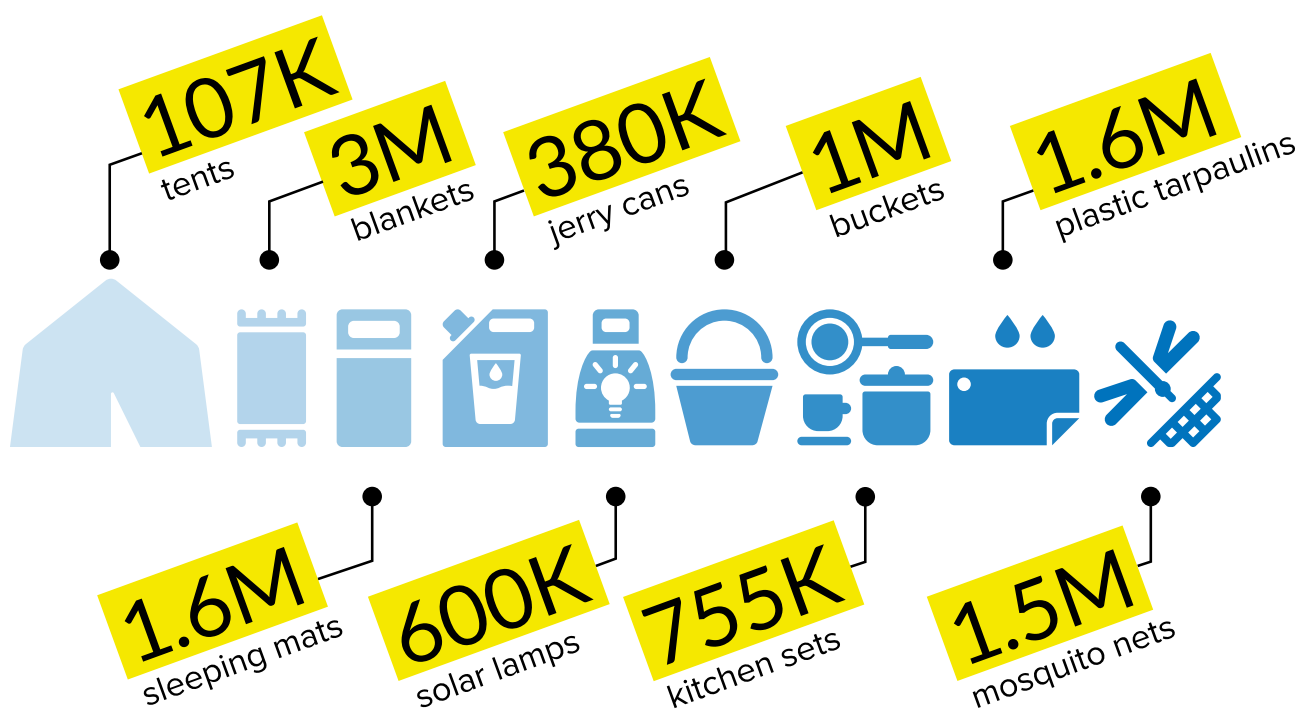 107K
tents
3M
blankets
380K
jerry cans
1M
buckets
1.6M
plastic tarpaulins
1.6M
sleeping mats
600K
solar lamps
755K
kitchen sets
1.5M
mosquito nets